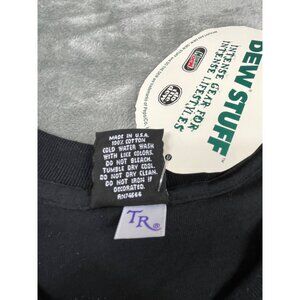 DEW STUFF™
INTENSE GEAR FOR
INTENSE LIFESTYLES
MADE IN U.S.A.
100% COTTON
COLD WATER WASH
WITH LIKE COLORS.
DO NOT BLEACH.
TUMBLE DRY COOL.
DO NOT DRY CLEAN.
DO NOT IRON IF
DECORATED.
RN74644
TR®